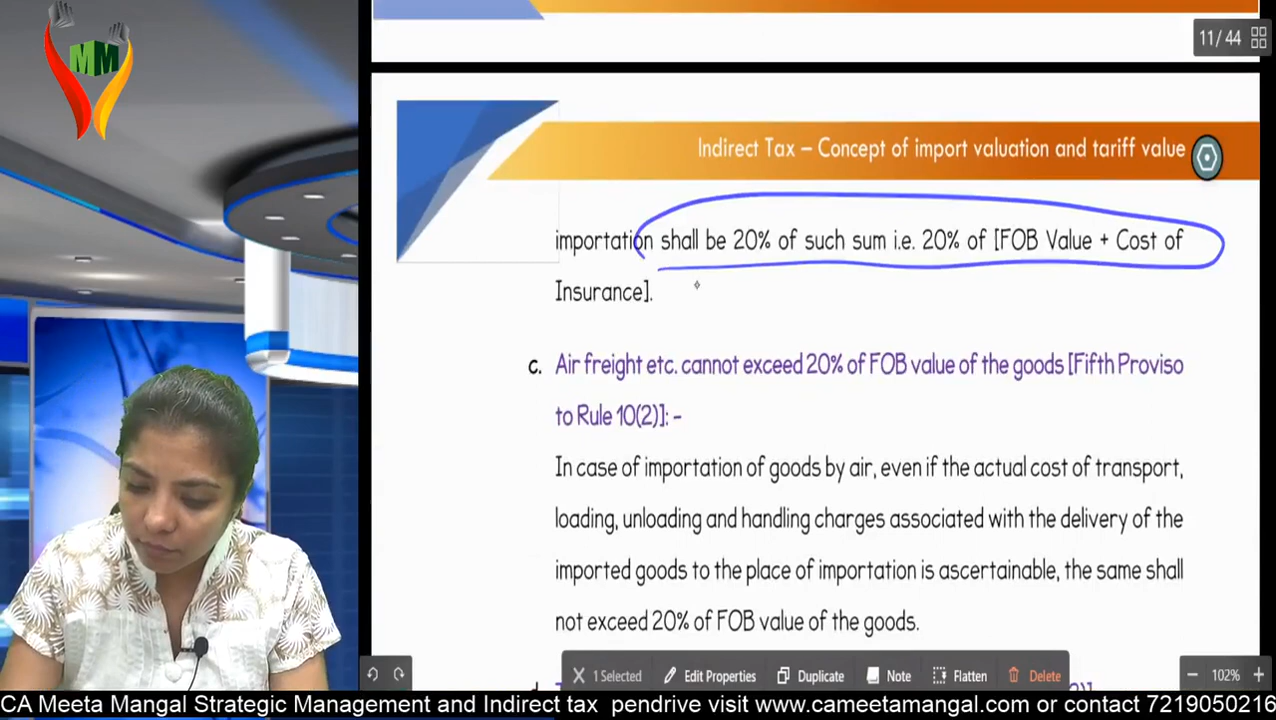 MM
11 / 44
Indirect Tax – Concept of import valuation and tariff value
importation shall be 20% of such sum i.e. 20% of [FOB Value + Cost of
Insurance].
c. Air freight etc. cannot exceed 20% of FOB value of the goods [Fifth Proviso
to Rule 10(2)]: -
In case of importation of goods by air, even if the actual cost of transport,
loading, unloading and handling charges associated with the delivery of the
imported goods to the place of importation is ascertainable, the same shall
not exceed 20% of FOB value of the goods.
1 Selected Edit Properties Duplicate Note Flatten Delete
102%
CA Meeta Mangal Strategic Management and Indirect tax pendrive visit www.cameetamangal.com or contact 7219050216